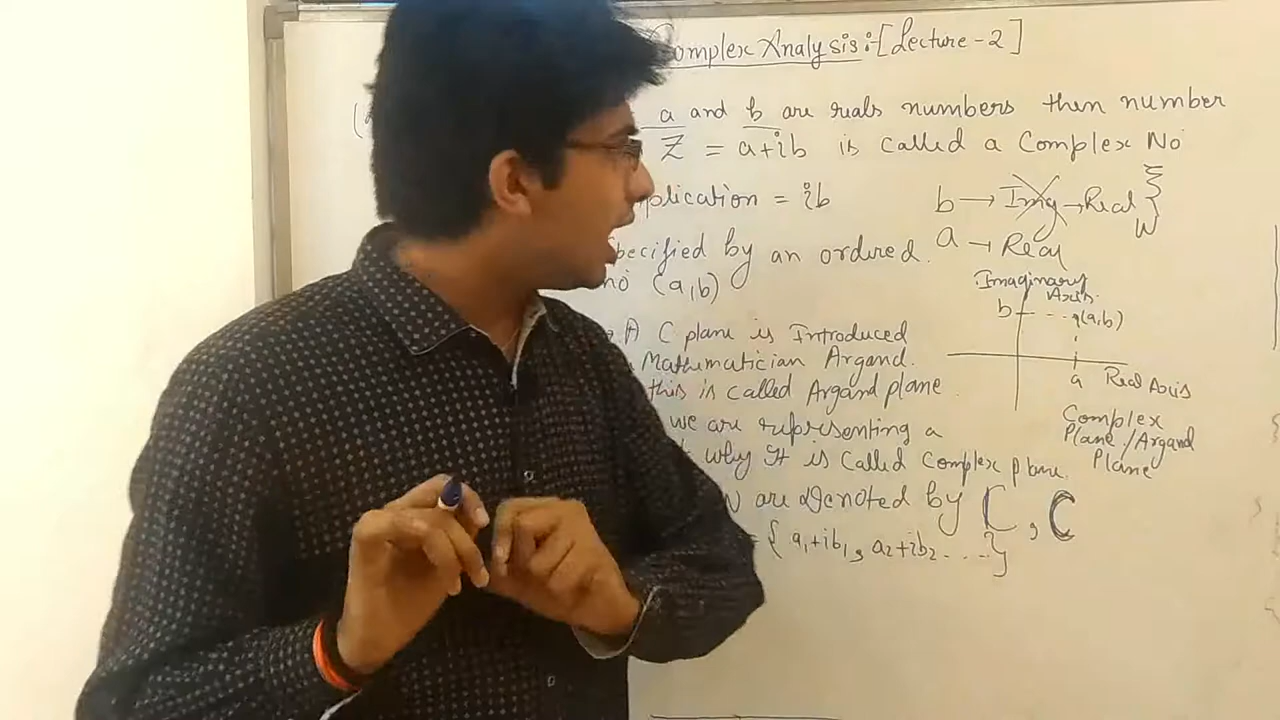 omplex Analysis :- [Lecture-2]
a and b are reals numbers then number
Z = a+ib is called a Complex No
plication = ib
b → Img → Real }
a → Real
pecified by an ordered.
no (a,b)
Imaginary
Axis.
b (a,b)
a Real Axis
Complex
Plane/Argand
Plane
A C plane is Introduced
Mathematician Argand.
this is called Argand plane.
we are representing a
why It is called Complex plane.
N are Denoted by C, C
= { a₁+ib₁, a₂+ib₂ - - - - }